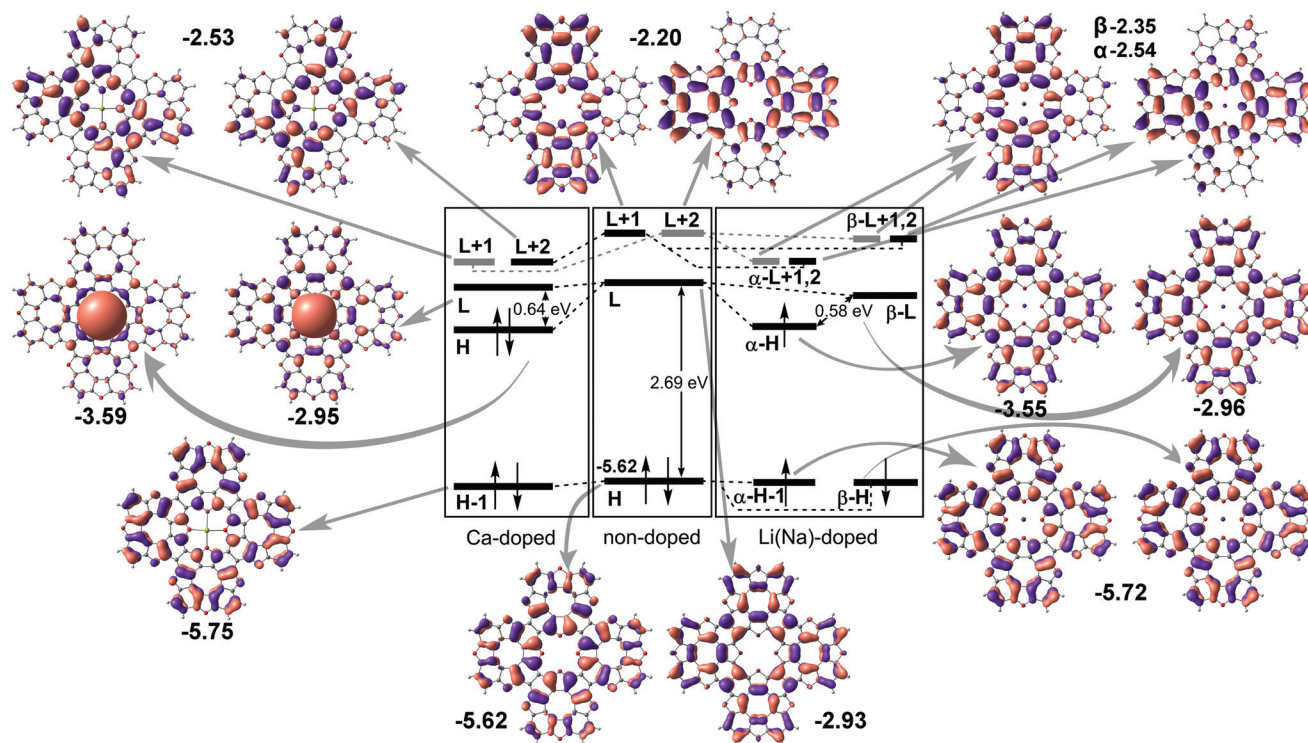 -2.53
-2.20
β-2.35
α-2.54
L+1
L+2
L+1
L+2
β-L+1,2
α-L+1,2
L
0.64 eV
H
L
0.58 eV
β-L
α-H
2.69 eV
-3.59
-2.95
-3.55
-2.96
-5.62
H-1
H
α-H-1
β-H
Ca-doped
non-doped
Li(Na)-doped
-5.75
-5.72
-5.62
-2.93